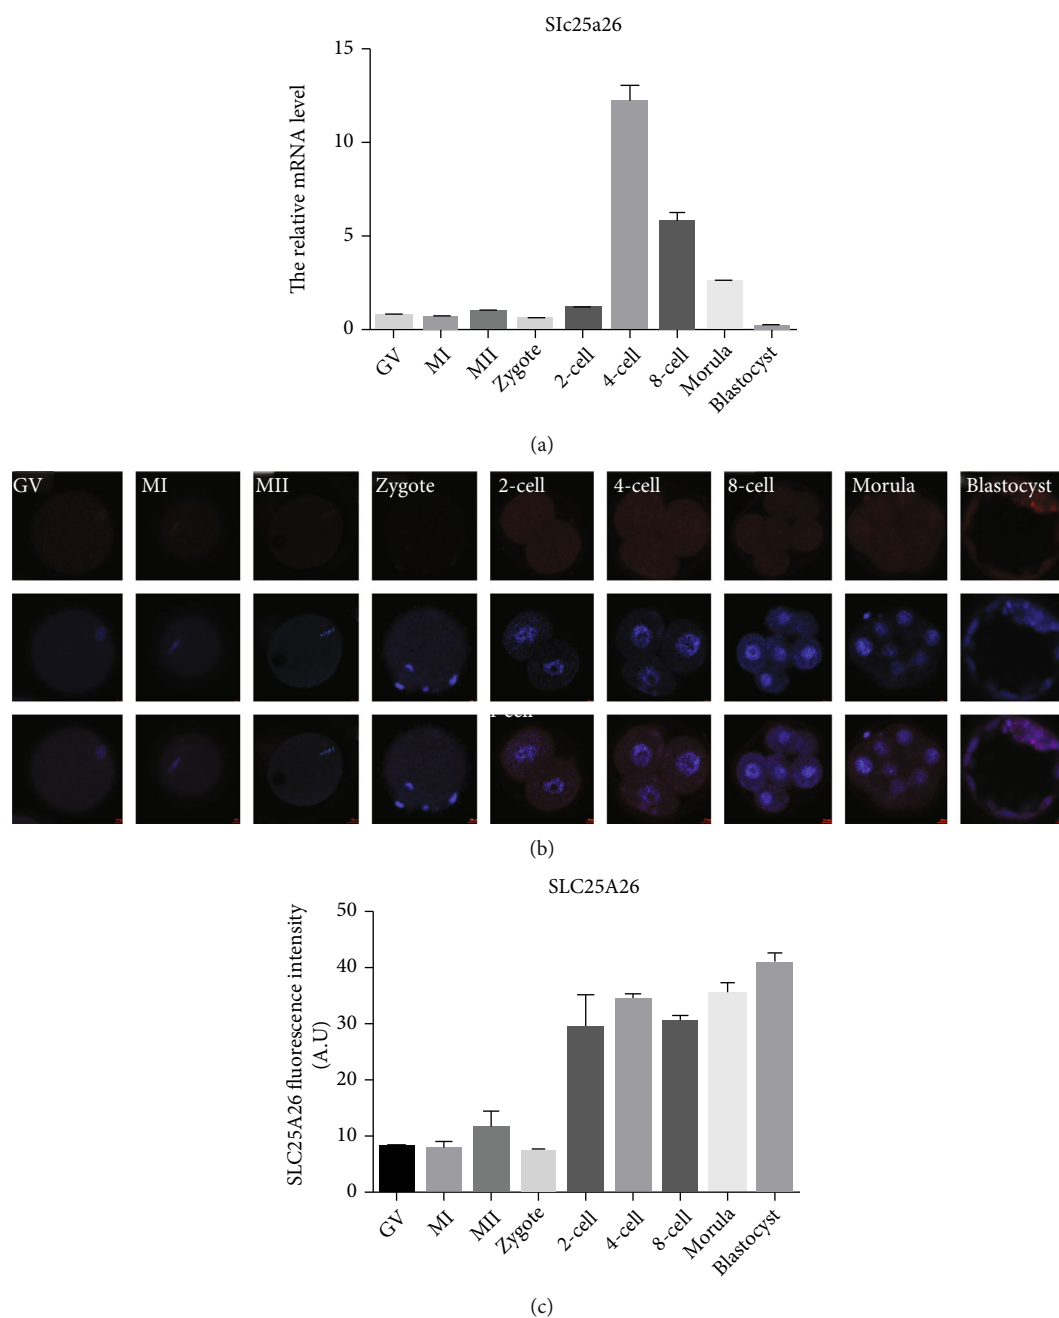 SIc25a26
The relative mRNA level
15
10
5
0
GV
MI
MII
Zygote
2-cell
4-cell
8-cell
Morula
Blastocyst
(a)
GV
MI
MII
Zygote
2-cell
4-cell
8-cell
Morula
Blastocyst
(b)
SLC25A26
SLC25A26 fluorescence intensity
(A.U)
50
40
30
20
10
0
GV
MI
MII
Zygote
2-cell
4-cell
8-cell
Morula
Blastocyst
(c)